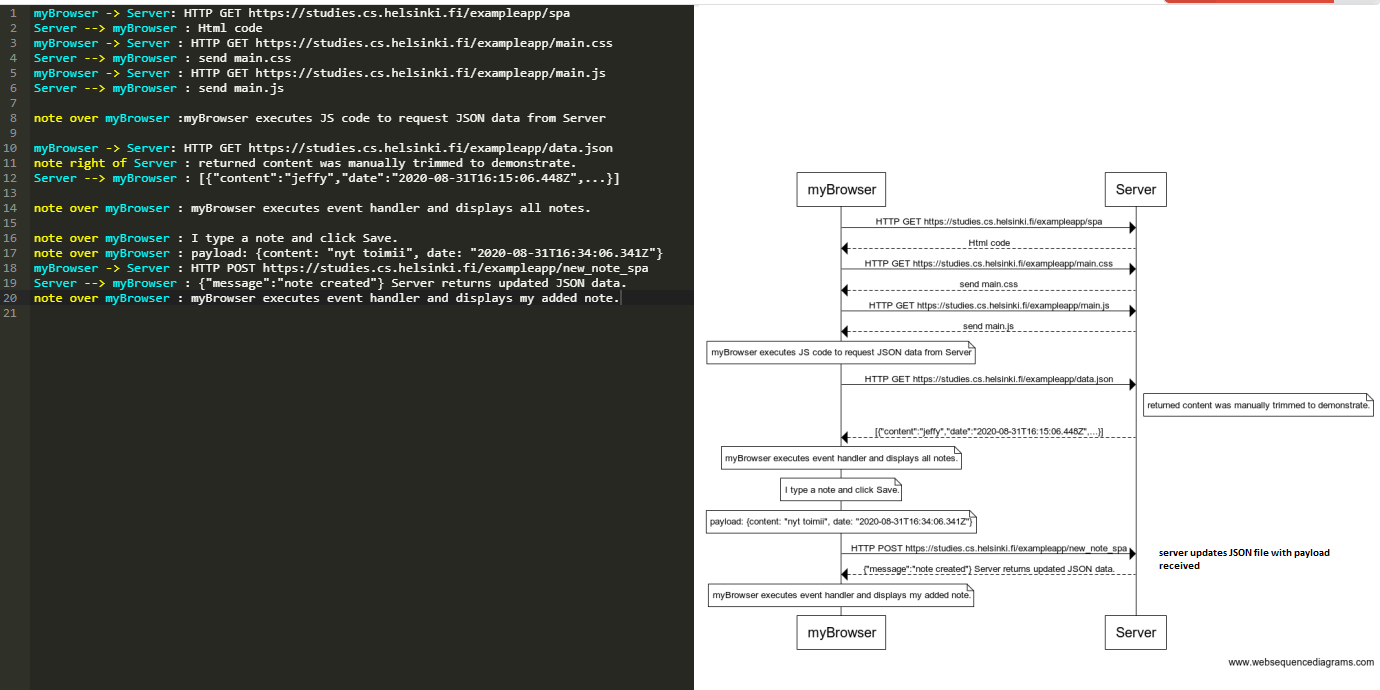 1 myBrowser -> Server: HTTP GET https://studies.cs.helsinki.fi/exampleapp/spa
2 Server --> myBrowser : Html code
3 myBrowser -> Server : HTTP GET https://studies.cs.helsinki.fi/exampleapp/main.css
4 Server --> myBrowser : send main.css
5 myBrowser -> Server : HTTP GET https://studies.cs.helsinki.fi/exampleapp/main.js
6 Server --> myBrowser : send main.js
7
8 note over myBrowser :myBrowser executes JS code to request JSON data from Server
9
10 myBrowser -> Server: HTTP GET https://studies.cs.helsinki.fi/exampleapp/data.json
11 note right of Server : returned content was manually trimmed to demonstrate.
12 Server --> myBrowser : [{"content":"jeffy","date":"2020-08-31T16:15:06.448Z",...}]
13
14 note over myBrowser : myBrowser executes event handler and displays all notes.
15
16 note over myBrowser : I type a note and click Save.
17 note over myBrowser : payload: {content: "nyt toimii", date: "2020-08-31T16:34:06.341Z"}
18 myBrowser -> Server : HTTP POST https://studies.cs.helsinki.fi/exampleapp/new_note_spa
19 Server --> myBrowser : {"message":"note created"} Server returns updated JSON data.
20 note over myBrowser : myBrowser executes event handler and displays my added note.
21
myBrowser
Server
HTTP GET https://studies.cs.helsinki.fi/exampleapp/spa
Html code
HTTP GET https://studies.cs.helsinki.fi/exampleapp/main.css
send main.css
HTTP GET https://studies.cs.helsinki.fi/exampleapp/main.js
send main.js
myBrowser executes JS code to request JSON data from Server
HTTP GET https://studies.cs.helsinki.fi/exampleapp/data.json
returned content was manually trimmed to demonstrate.
[{"content":"jeffy","date":"2020-08-31T16:15:06.448Z",...}]
myBrowser executes event handler and displays all notes.
I type a note and click Save.
payload: {content: "nyt toimii", date: "2020-08-31T16:34:06.341Z"}
HTTP POST https://studies.cs.helsinki.fi/exampleapp/new_note_spa
server updates JSON file with payload
received
{"message":"note created"} Server returns updated JSON data.
myBrowser executes event handler and displays my added note.
myBrowser
Server
www.websequencediagrams.com